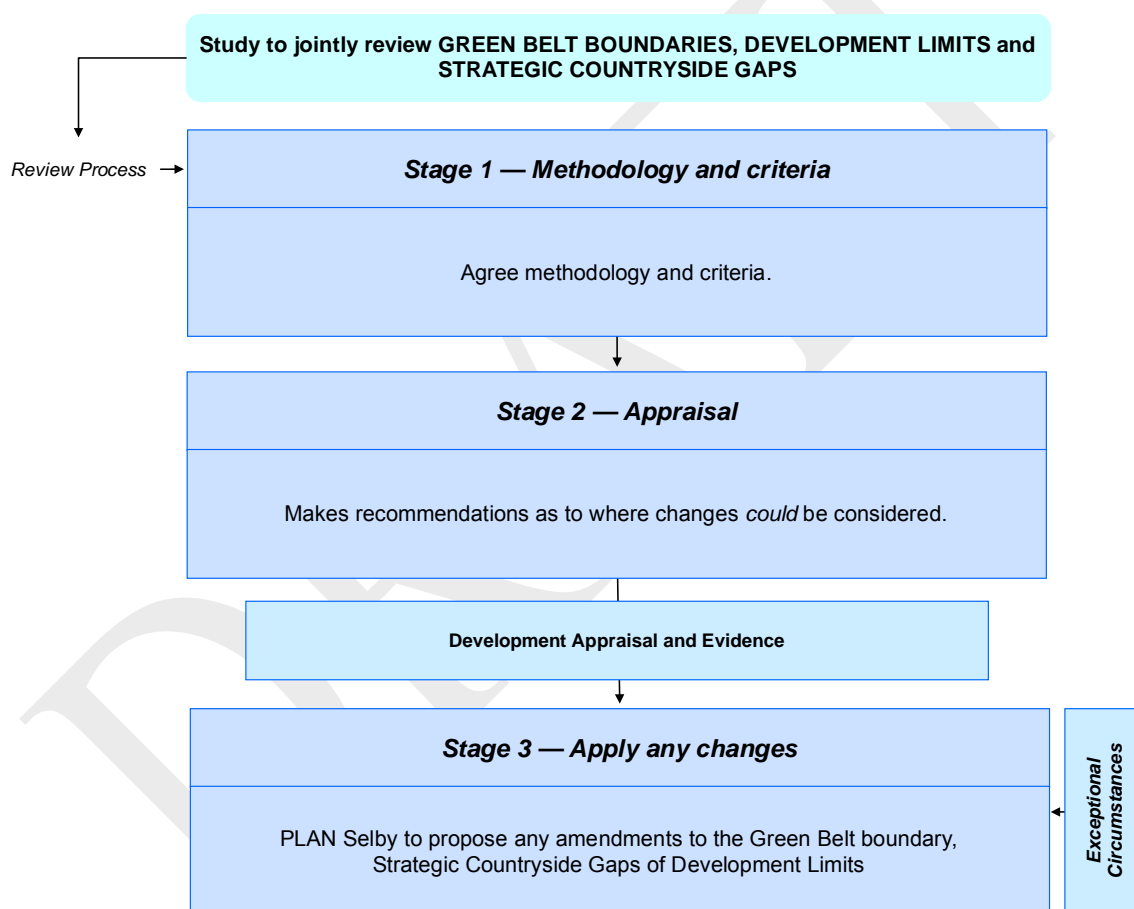 Study to jointly review GREEN BELT BOUNDARIES, DEVELOPMENT LIMITS and
STRATEGIC COUNTRYSIDE GAPS
Review Process
Stage 1 — Methodology and criteria
Agree methodology and criteria.
Stage 2 — Appraisal
Makes recommendations as to where changes could be considered.
Development Appraisal and Evidence
Stage 3 — Apply any changes
PLAN Selby to propose any amendments to the Green Belt boundary,
Strategic Countryside Gaps of Development Limits
Exceptional
Circumstances
DRAFT